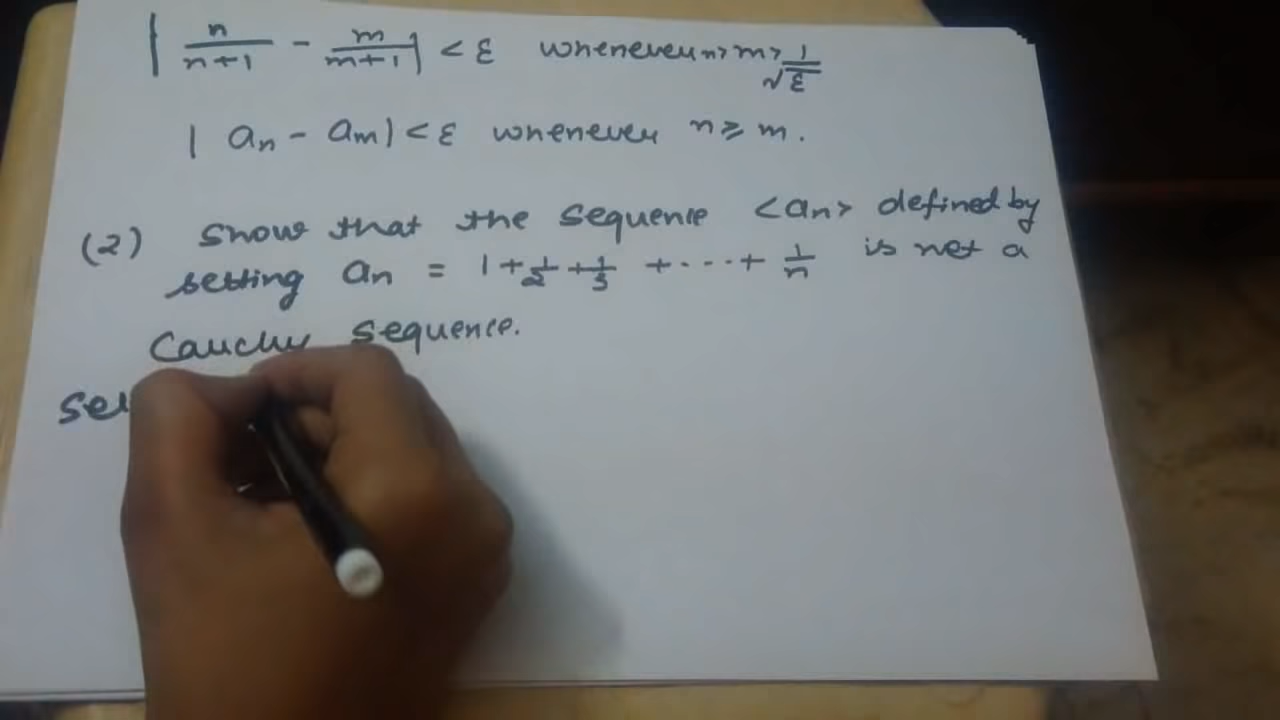 | n/n+1 - m/m+1 | < ε whenever n > m > 1/√ε
| an - am | < ε whenever n ≥ m.
(2) Show that the sequence <an> defined by
setting an = 1 + 1/2 + 1/3 + ... + 1/n is not a
Cauchy sequence.